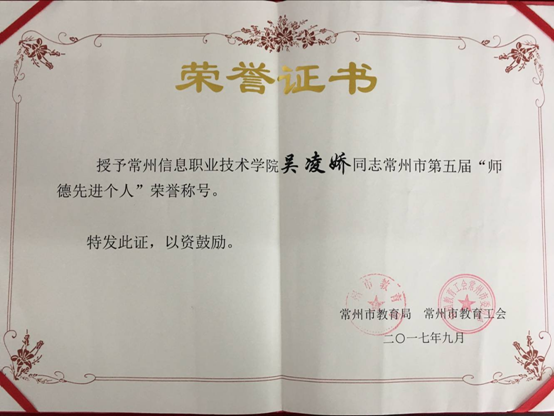 荣誉证书
授予常州信息职业技术学院吴凌娇同志常州市第五届“师
德先进个人”荣誉称号。
特发此证，以资鼓励。
常州市教育局 常州市教育工会
二〇一七年九月